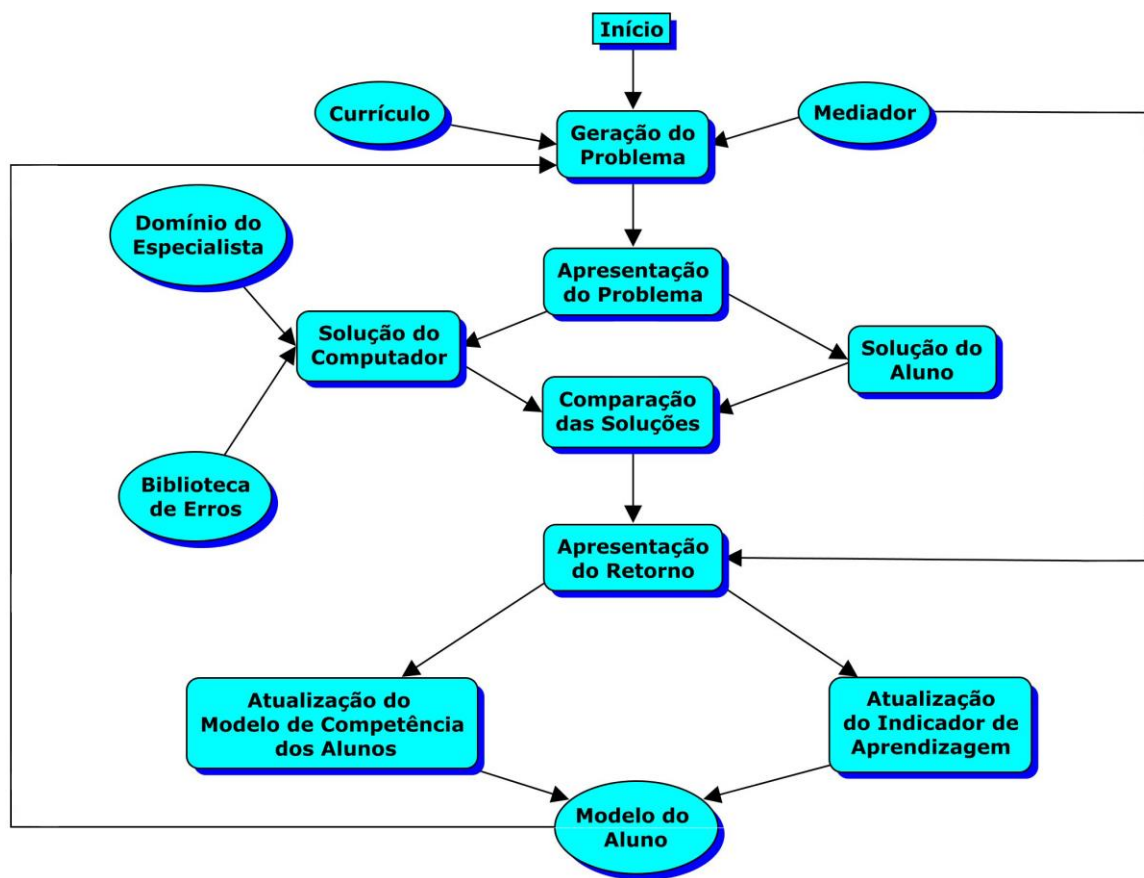 Início
Currículo
Mediador
Geração do
Problema
Domínio do
Especialista
Apresentação
do Problema
Solução do
Computador
Solução do
Aluno
Comparação
das Soluções
Biblioteca
de Erros
Apresentação
do Retorno
Atualização do
Modelo de Competência
dos Alunos
Atualização
do Indicador de
Aprendizagem
Modelo do
Aluno